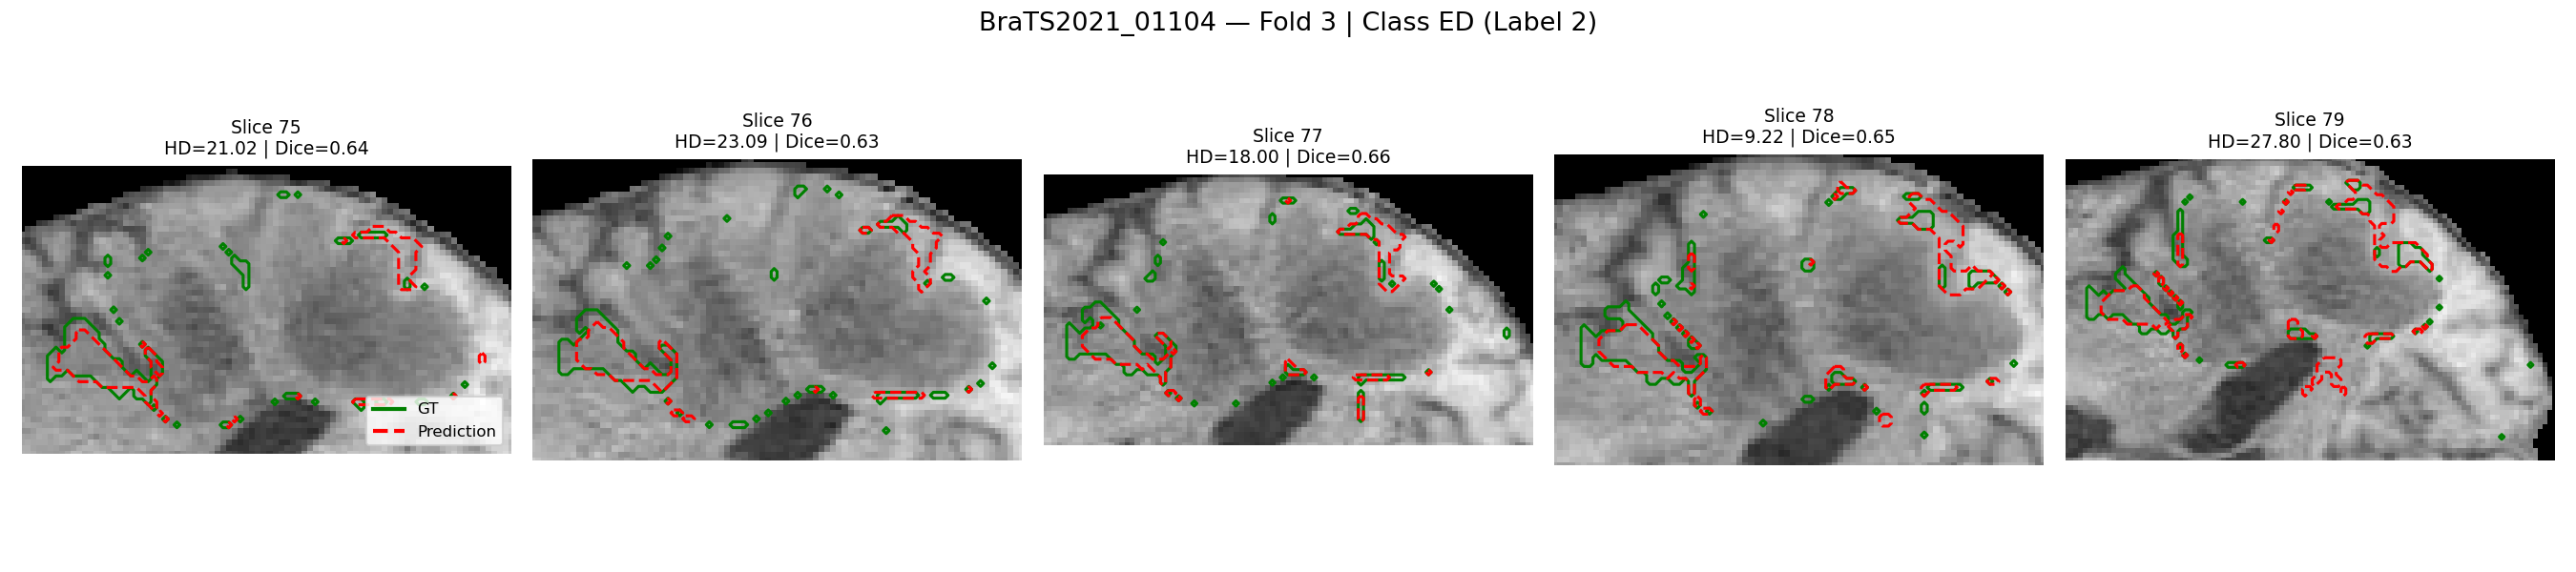 BraTS2021_01104 — Fold 3 | Class ED (Label 2)
Slice 75
HD=21.02 | Dice=0.64
Slice 76
HD=23.09 | Dice=0.63
Slice 77
HD=18.00 | Dice=0.66
Slice 78
HD=9.22 | Dice=0.65
Slice 79
HD=27.80 | Dice=0.63
GT
Prediction